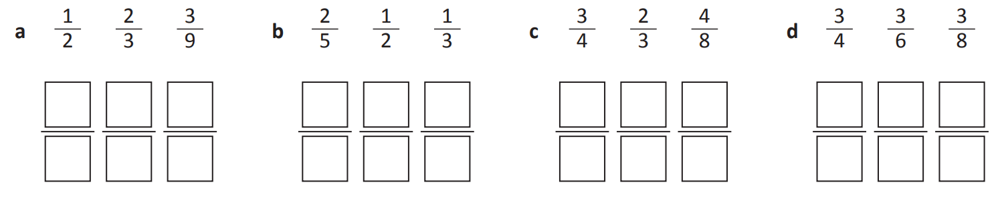 a 1/2 2/3 3/9 b 2/5 1/2 1/3 c 3/4 2/3 4/8 d 3/4 3/6 3/8